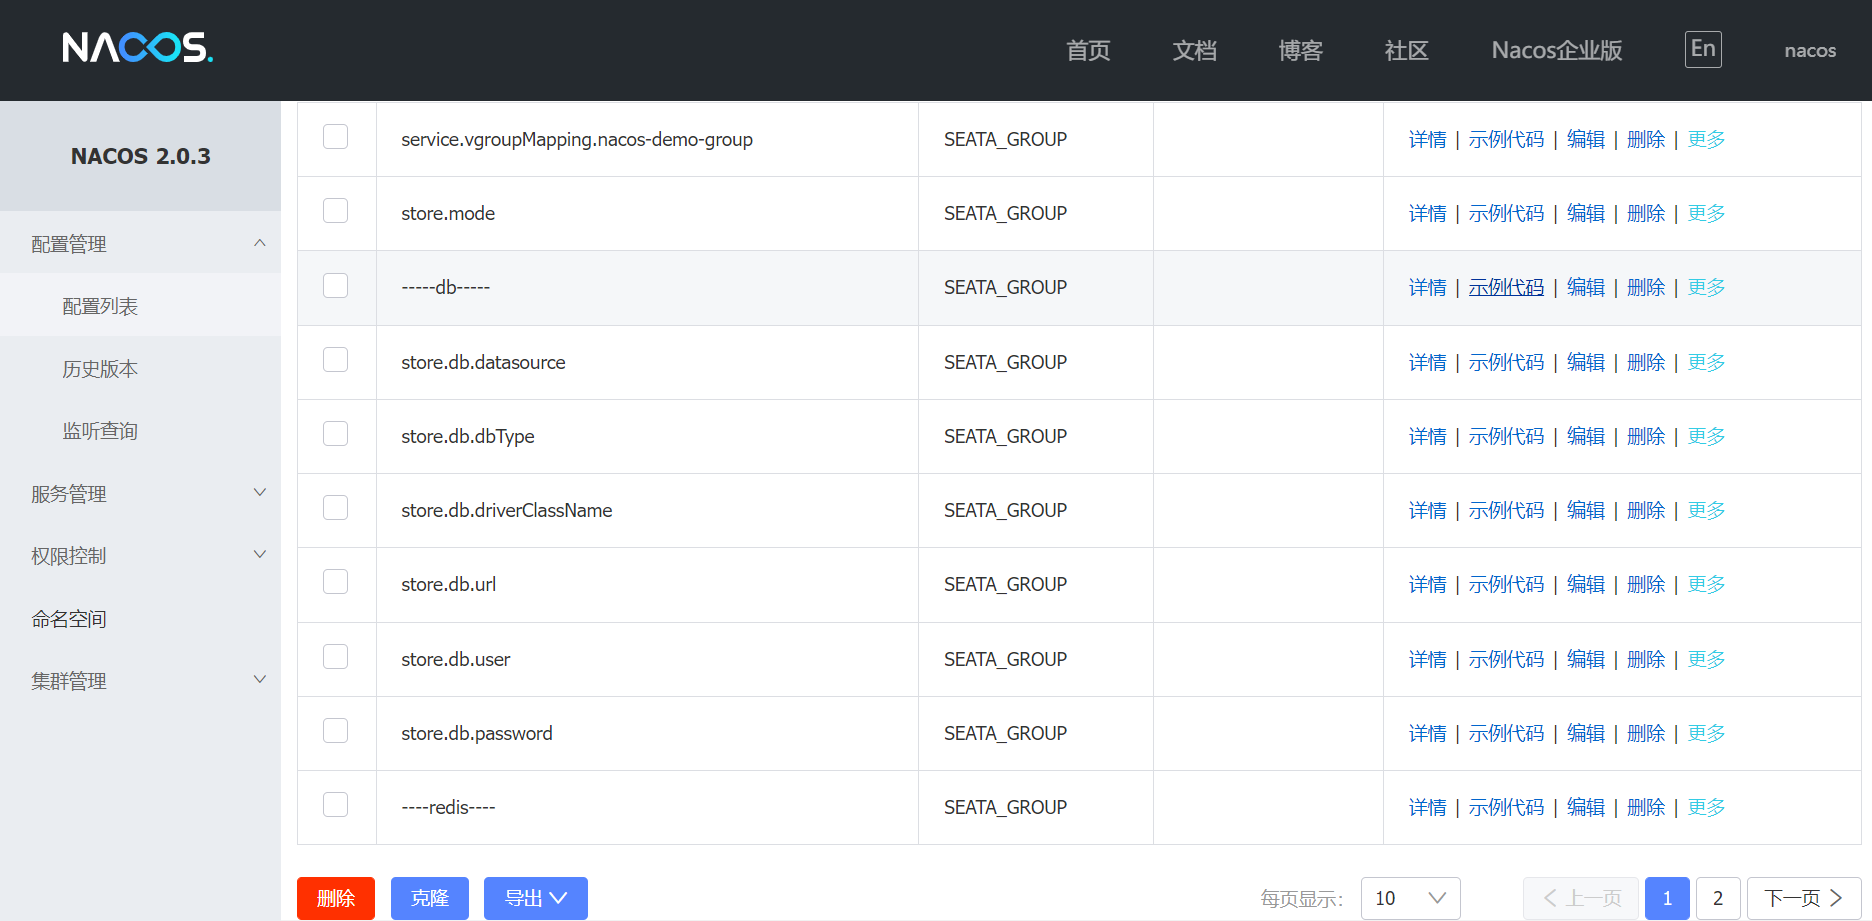 NACOS.
首页 文档 博客 社区 Nacos企业版 En nacos
NACOS 2.0.3
配置管理
配置列表
历史版本
监听查询
服务管理
权限控制
命名空间
集群管理
service.vgroupMapping.nacos-demo-group SEATA_GROUP 详情 | 示例代码 | 编辑 | 删除 | 更多
store.mode SEATA_GROUP 详情 | 示例代码 | 编辑 | 删除 | 更多
-----db----- SEATA_GROUP 详情 | 示例代码 | 编辑 | 删除 | 更多
store.db.datasource SEATA_GROUP 详情 | 示例代码 | 编辑 | 删除 | 更多
store.db.dbType SEATA_GROUP 详情 | 示例代码 | 编辑 | 删除 | 更多
store.db.driverClassName SEATA_GROUP 详情 | 示例代码 | 编辑 | 删除 | 更多
store.db.url SEATA_GROUP 详情 | 示例代码 | 编辑 | 删除 | 更多
store.db.user SEATA_GROUP 详情 | 示例代码 | 编辑 | 删除 | 更多
store.db.password SEATA_GROUP 详情 | 示例代码 | 编辑 | 删除 | 更多
----redis---- SEATA_GROUP 详情 | 示例代码 | 编辑 | 删除 | 更多
删除 克隆 导出 每页显示: 10 上一页 1 2 下一页